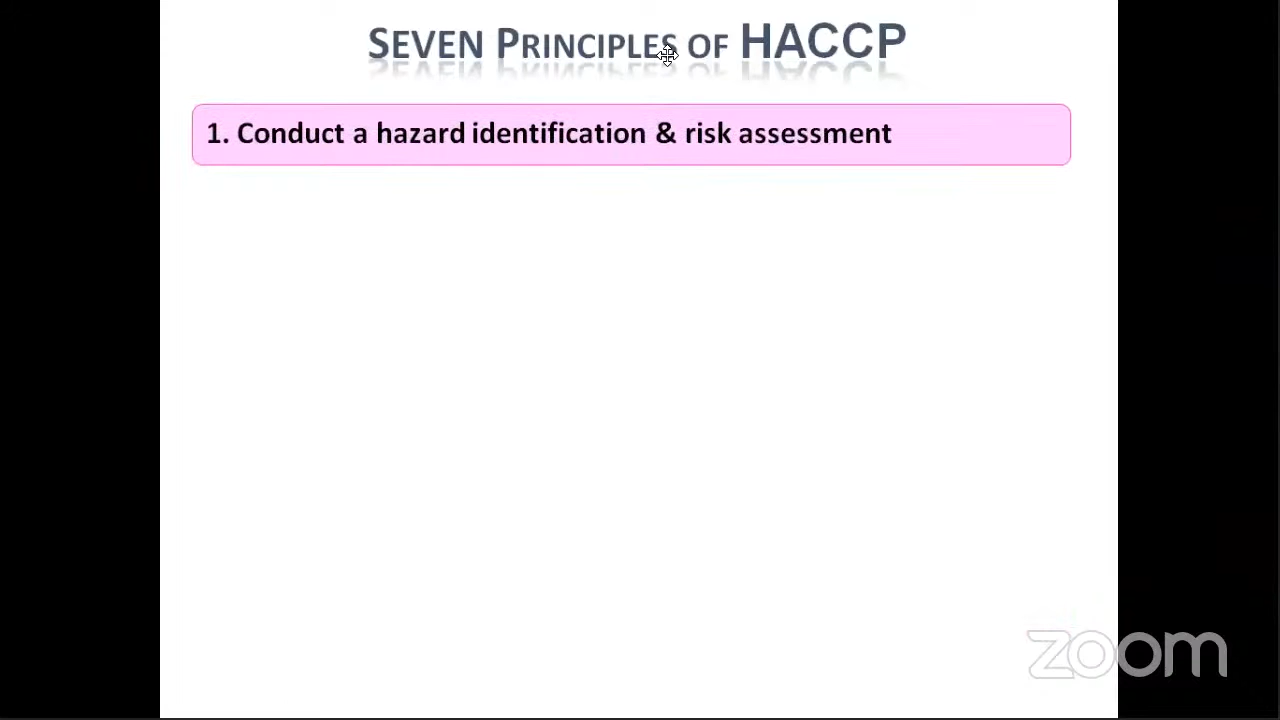 SEVEN PRINCIPLES OF HACCP
1. Conduct a hazard identification & risk assessment
zoom